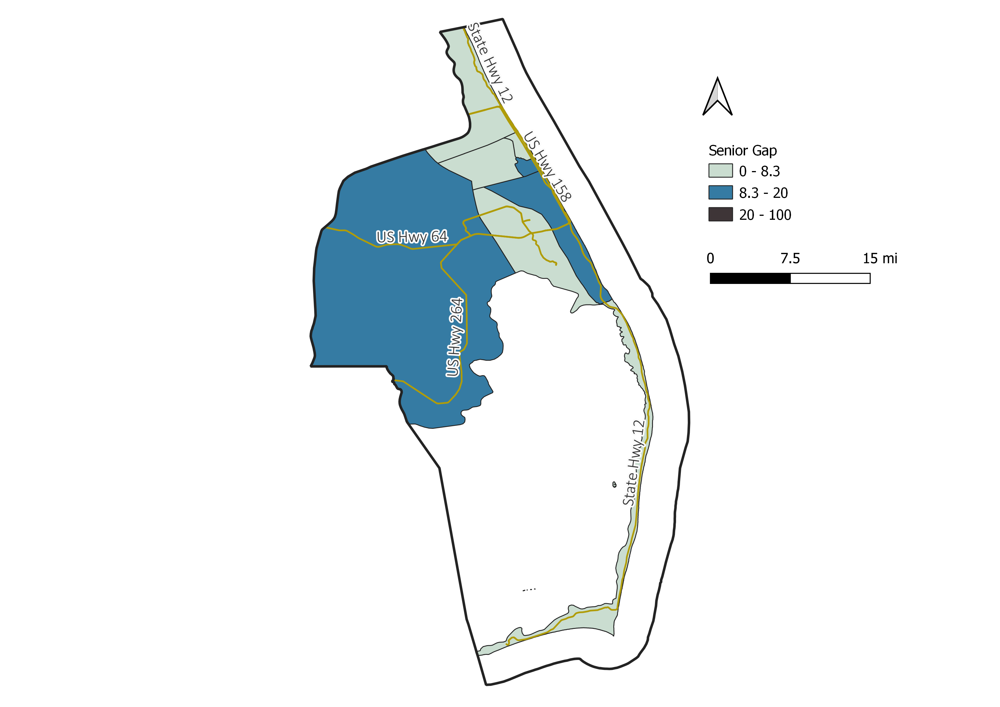 State Hwy 12
US Hwy 158
US Hwy 64
US Hwy 264
State Hwy 12
Senior Gap
0 - 8.3
8.3 - 20
20 - 100
0 7.5 15 mi